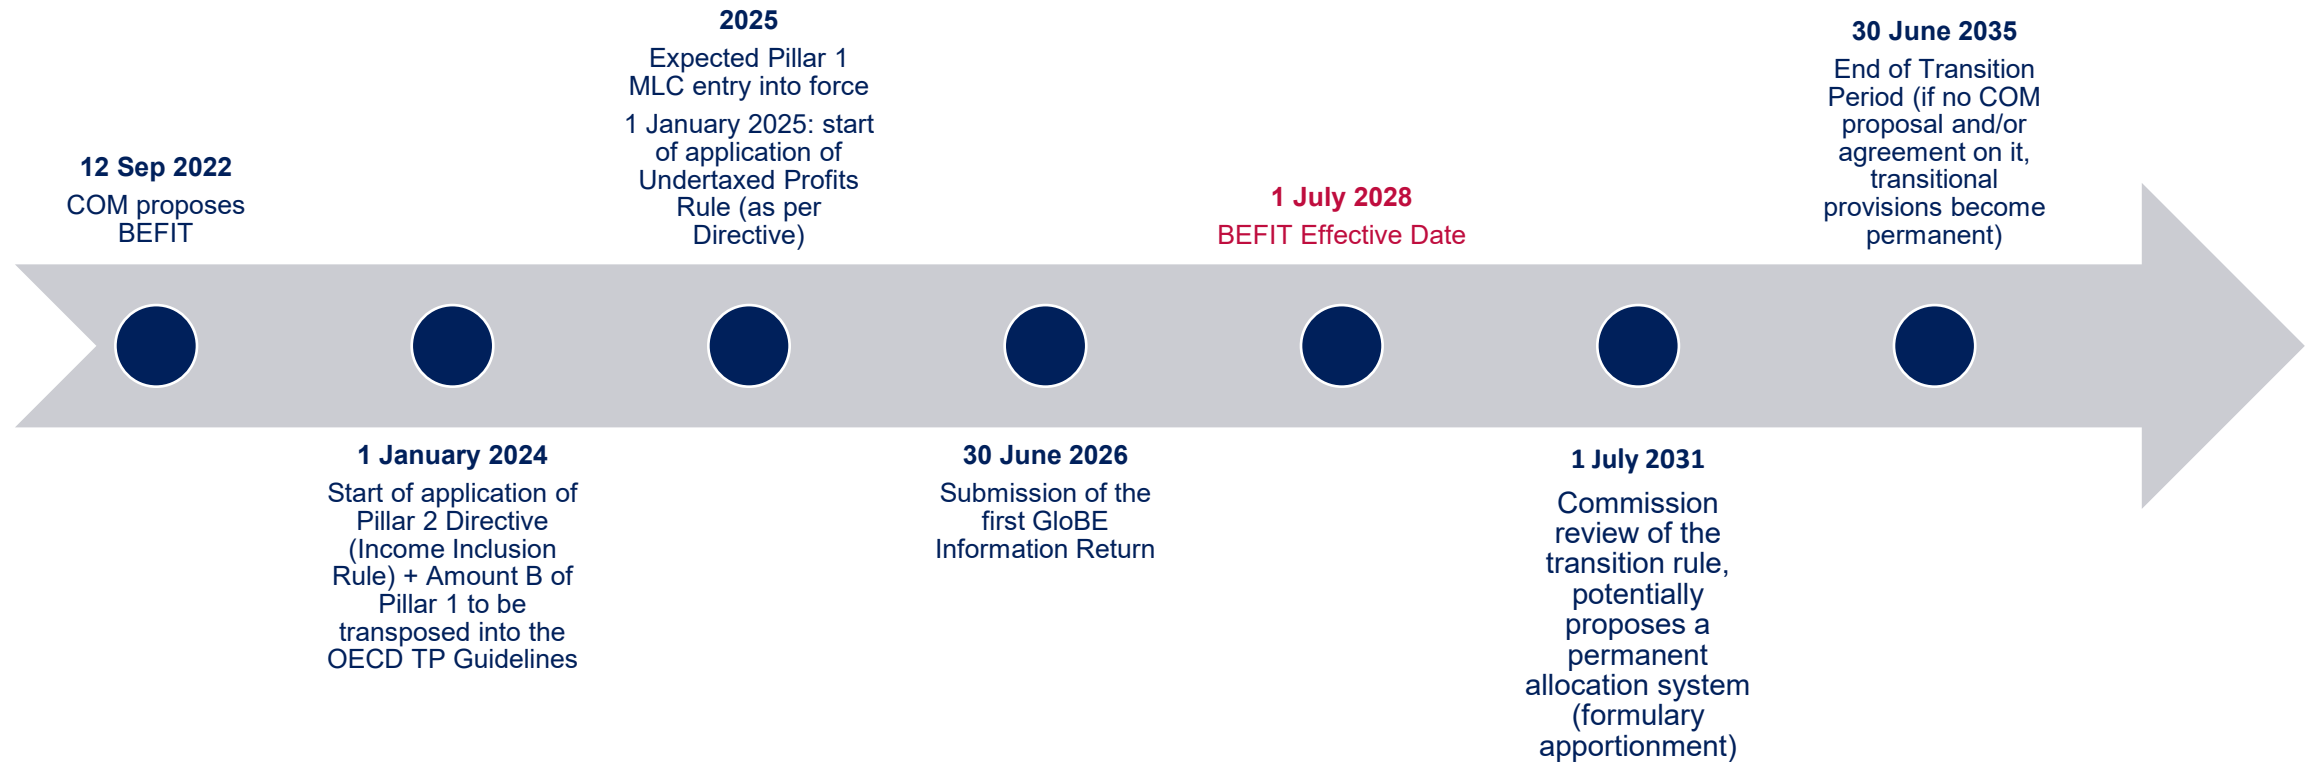 12 Sep 2022
COM proposes
BEFIT
1 January 2024
Start of application of
Pillar 2 Directive
(Income Inclusion
Rule) + Amount B of
Pillar 1 to be
transposed into the
OECD TP Guidelines
2025
Expected Pillar 1
MLC entry into force
1 January 2025: start
of application of
Undertaxed Profits
Rule (as per
Directive)
30 June 2026
Submission of the
first GloBE
Information Return
1 July 2028
BEFIT Effective Date
1 July 2031
Commission
review of the
transition rule,
potentially
proposes a
permanent
allocation system
(formulary
apportionment)
30 June 2035
End of Transition
Period (if no COM
proposal and/or
agreement on it,
transitional
provisions become
permanent)